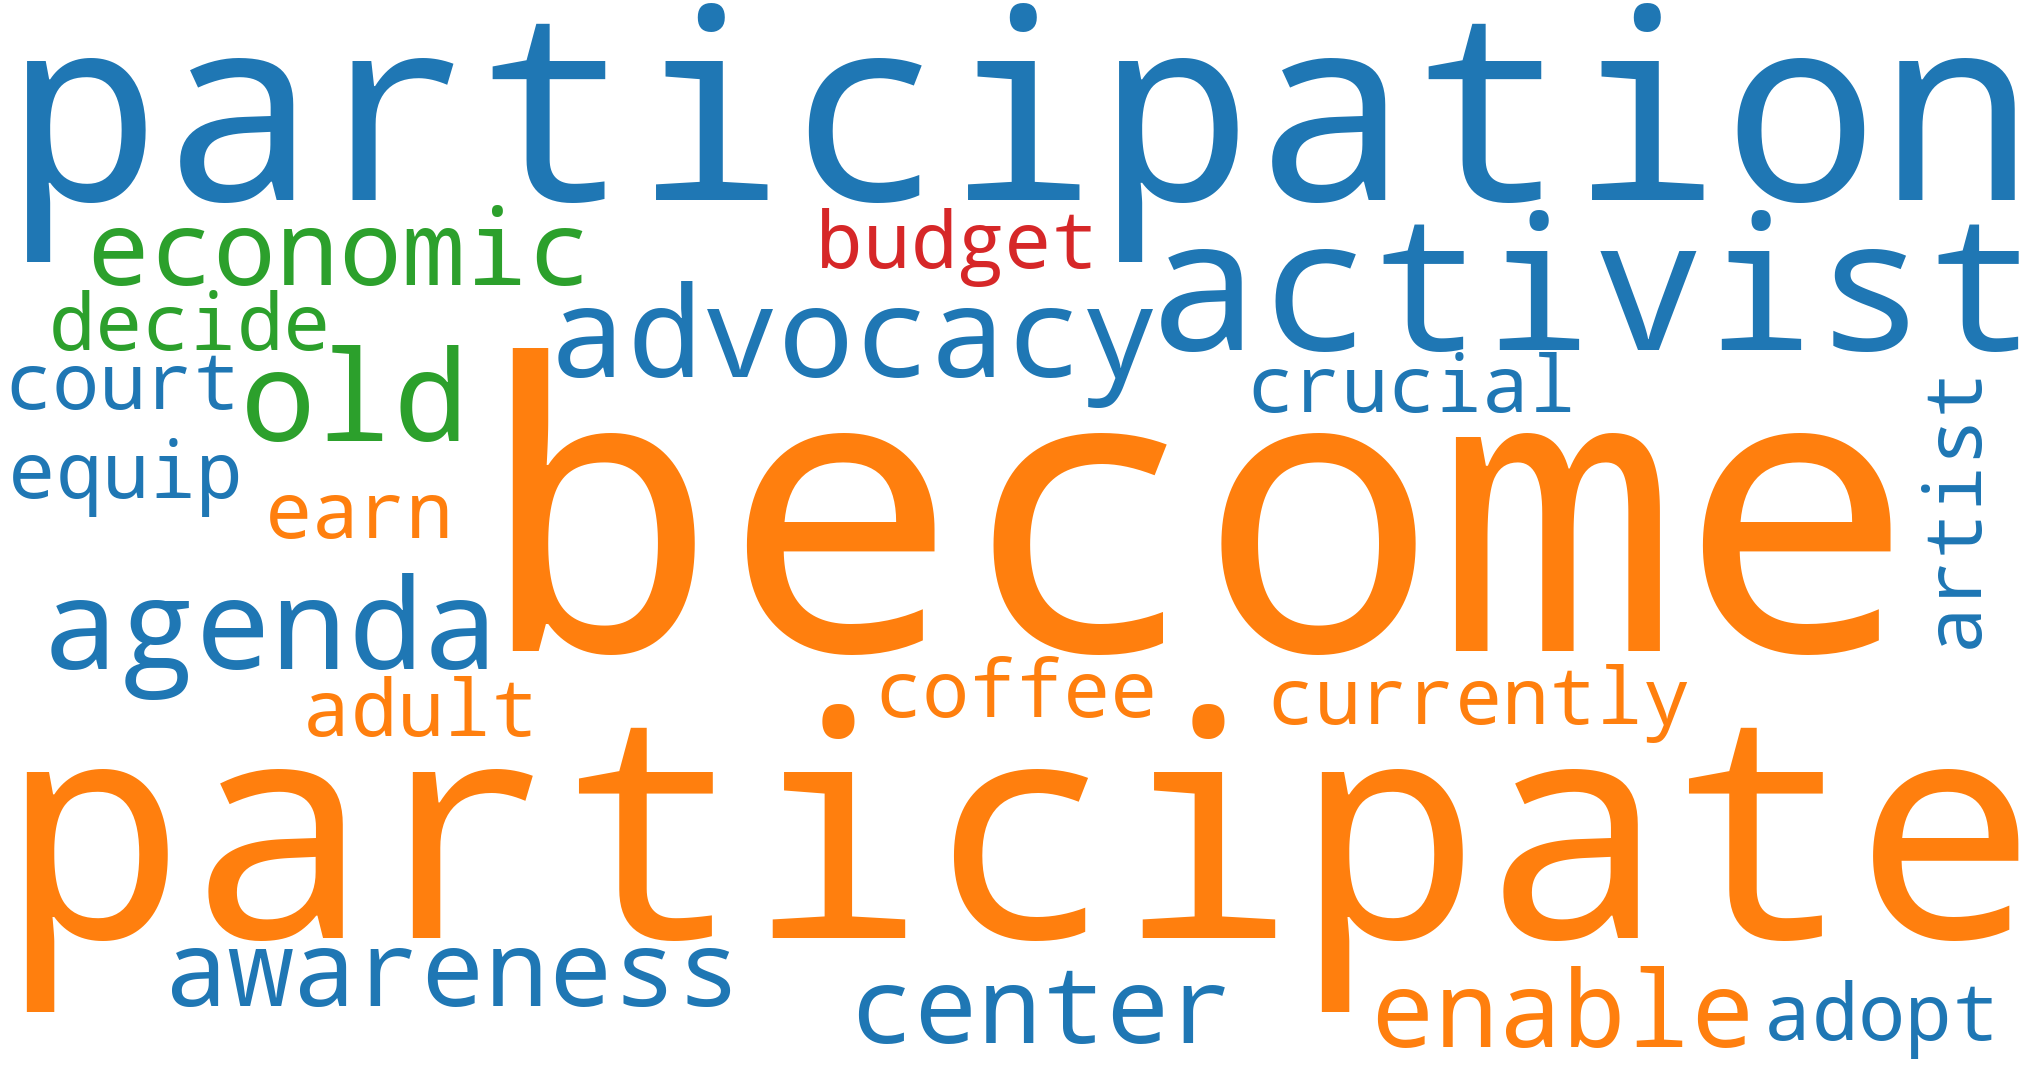 participation
economic
budget
activist
decide
advocacy
court
old
crucial
artist
equip
earn
become
agenda
adult
coffee
currently
participate
awareness
center
enable
adopt